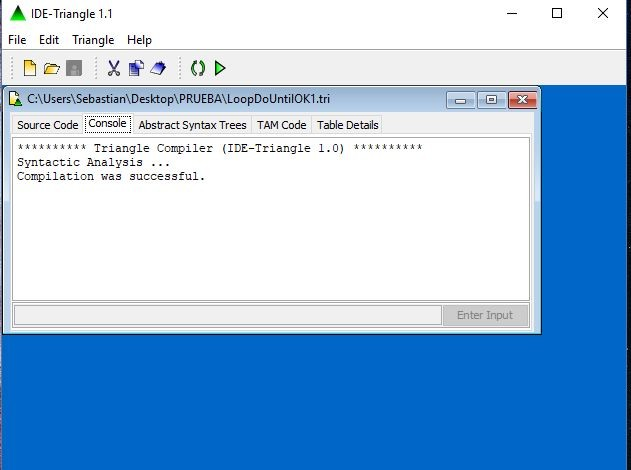 IDE-Triangle 1.1
File Edit Triangle Help
C:\Users\Sebastian\Desktop\PRUEBA\LoopDoUntilOK1.tri
Source Code Console Abstract Syntax Trees TAM Code Table Details
********** Triangle Compiler (IDE-Triangle 1.0) **********
Syntactic Analysis ...
Compilation was successful.
Enter Input